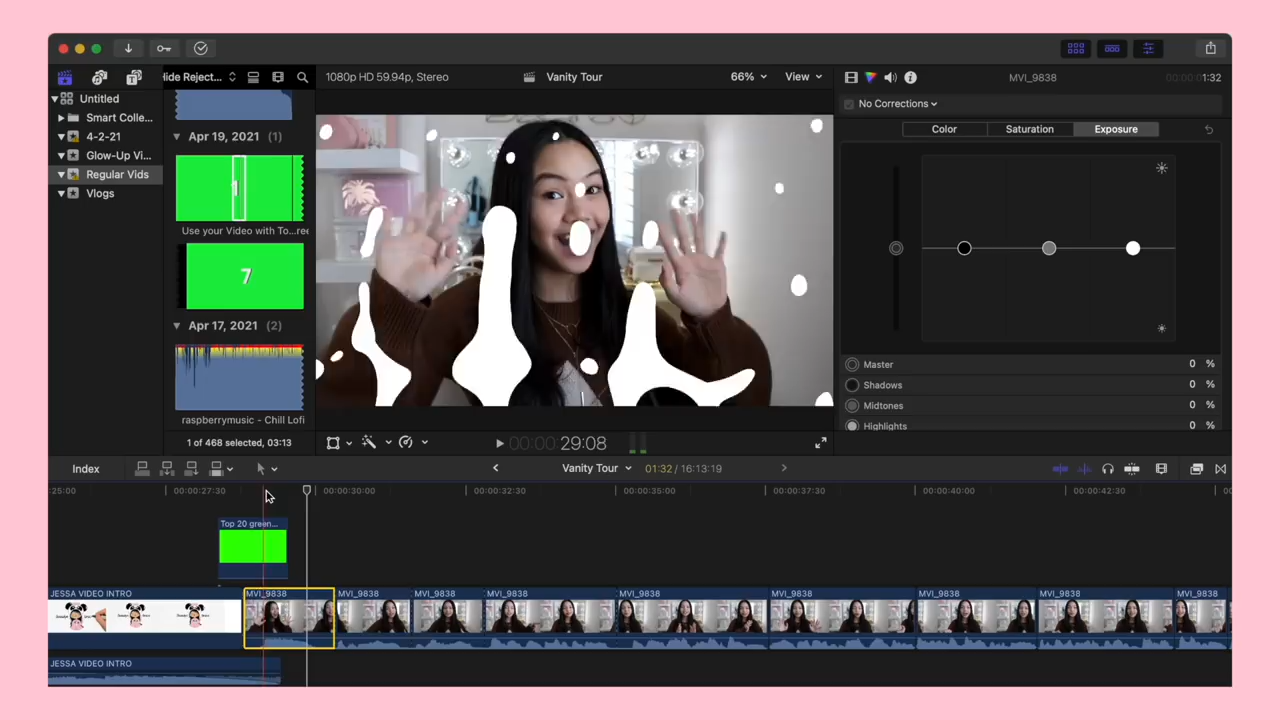 Hide Reject...
1080p HD 59.94p, Stereo
Vanity Tour
66%
View
MVI_9838
1:32
Untitled
Smart Colle...
4-2-21
Glow-Up Vi...
Regular Vids
Vlogs
Apr 19, 2021 (1)
Use your Video with To...ree
7
Apr 17, 2021 (2)
raspberrymusic - Chill Lofi
1 of 468 selected, 03:13
No Corrections
Color
Saturation
Exposure
Master 0 %
Shadows 0 %
Midtones 0 %
Highlights 0 %
00:00:29:08
Index
Vanity Tour
01:32 / 16:13:19
:25:00
00:00:27:30
00:00:30:00
00:00:32:30
00:00:35:00
00:00:37:30
00:00:40:00
00:00:42:30
Top 20 green...
JESSA VIDEO INTRO
MVI_9838
MVI_9838
MVI_9838
MVI_9838
MVI_9838
MVI_9838
MVI_9838
MVI_9838
MVI_9838
JESSA VIDEO INTRO